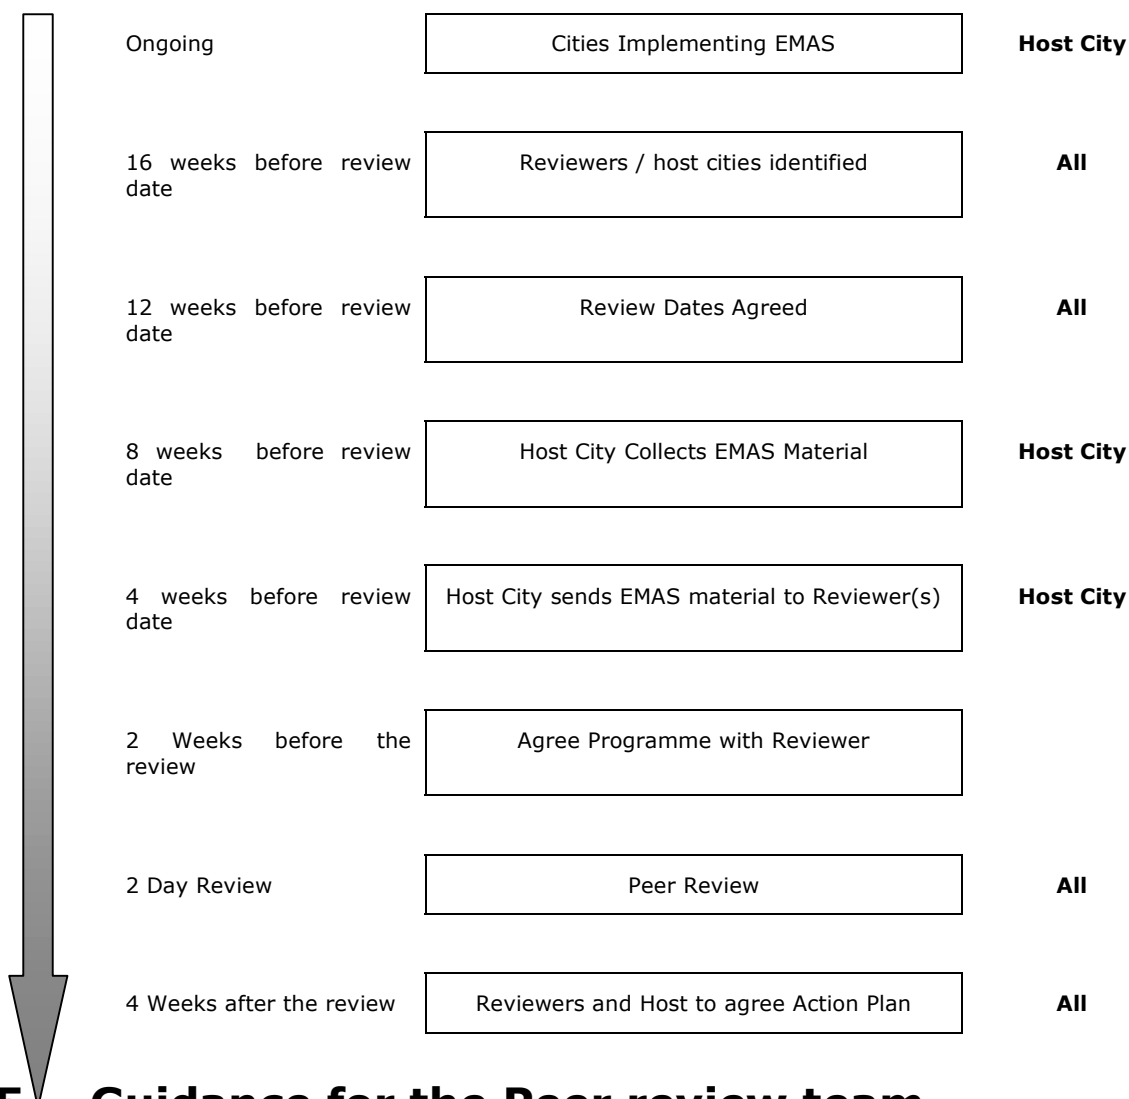 Ongoing Cities Implementing EMAS Host City
16 weeks before review Reviewers / host cities identified All
date
12 weeks before review Review Dates Agreed All
date
8 weeks before review Host City Collects EMAS Material Host City
date
4 weeks before review Host City sends EMAS material to Reviewer(s) Host City
date
2 Weeks before the Agree Programme with Reviewer
review
2 Day Review Peer Review All
4 Weeks after the review Reviewers and Host to agree Action Plan All
Guidance for the Peer review team